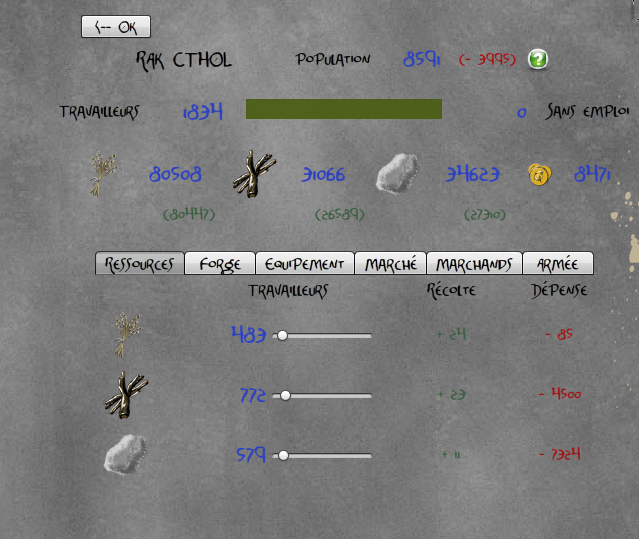 <-- OK
RAK CTHOL POPULATION 8591 (- 3995) ?
TRAVAILLEURS 1834 0 SANS EMPLOI
80508 31066 34623 8471
(80447) (26589) (27310)
RESSOURCES FORGE EQUIPEMENT MARCHÉ MARCHANDS ARMÉE
TRAVAILLEURS RÉCOLTE DÉPENSE
483 + 24 - 85
772 + 23 - 4500
579 + 11 - 7324